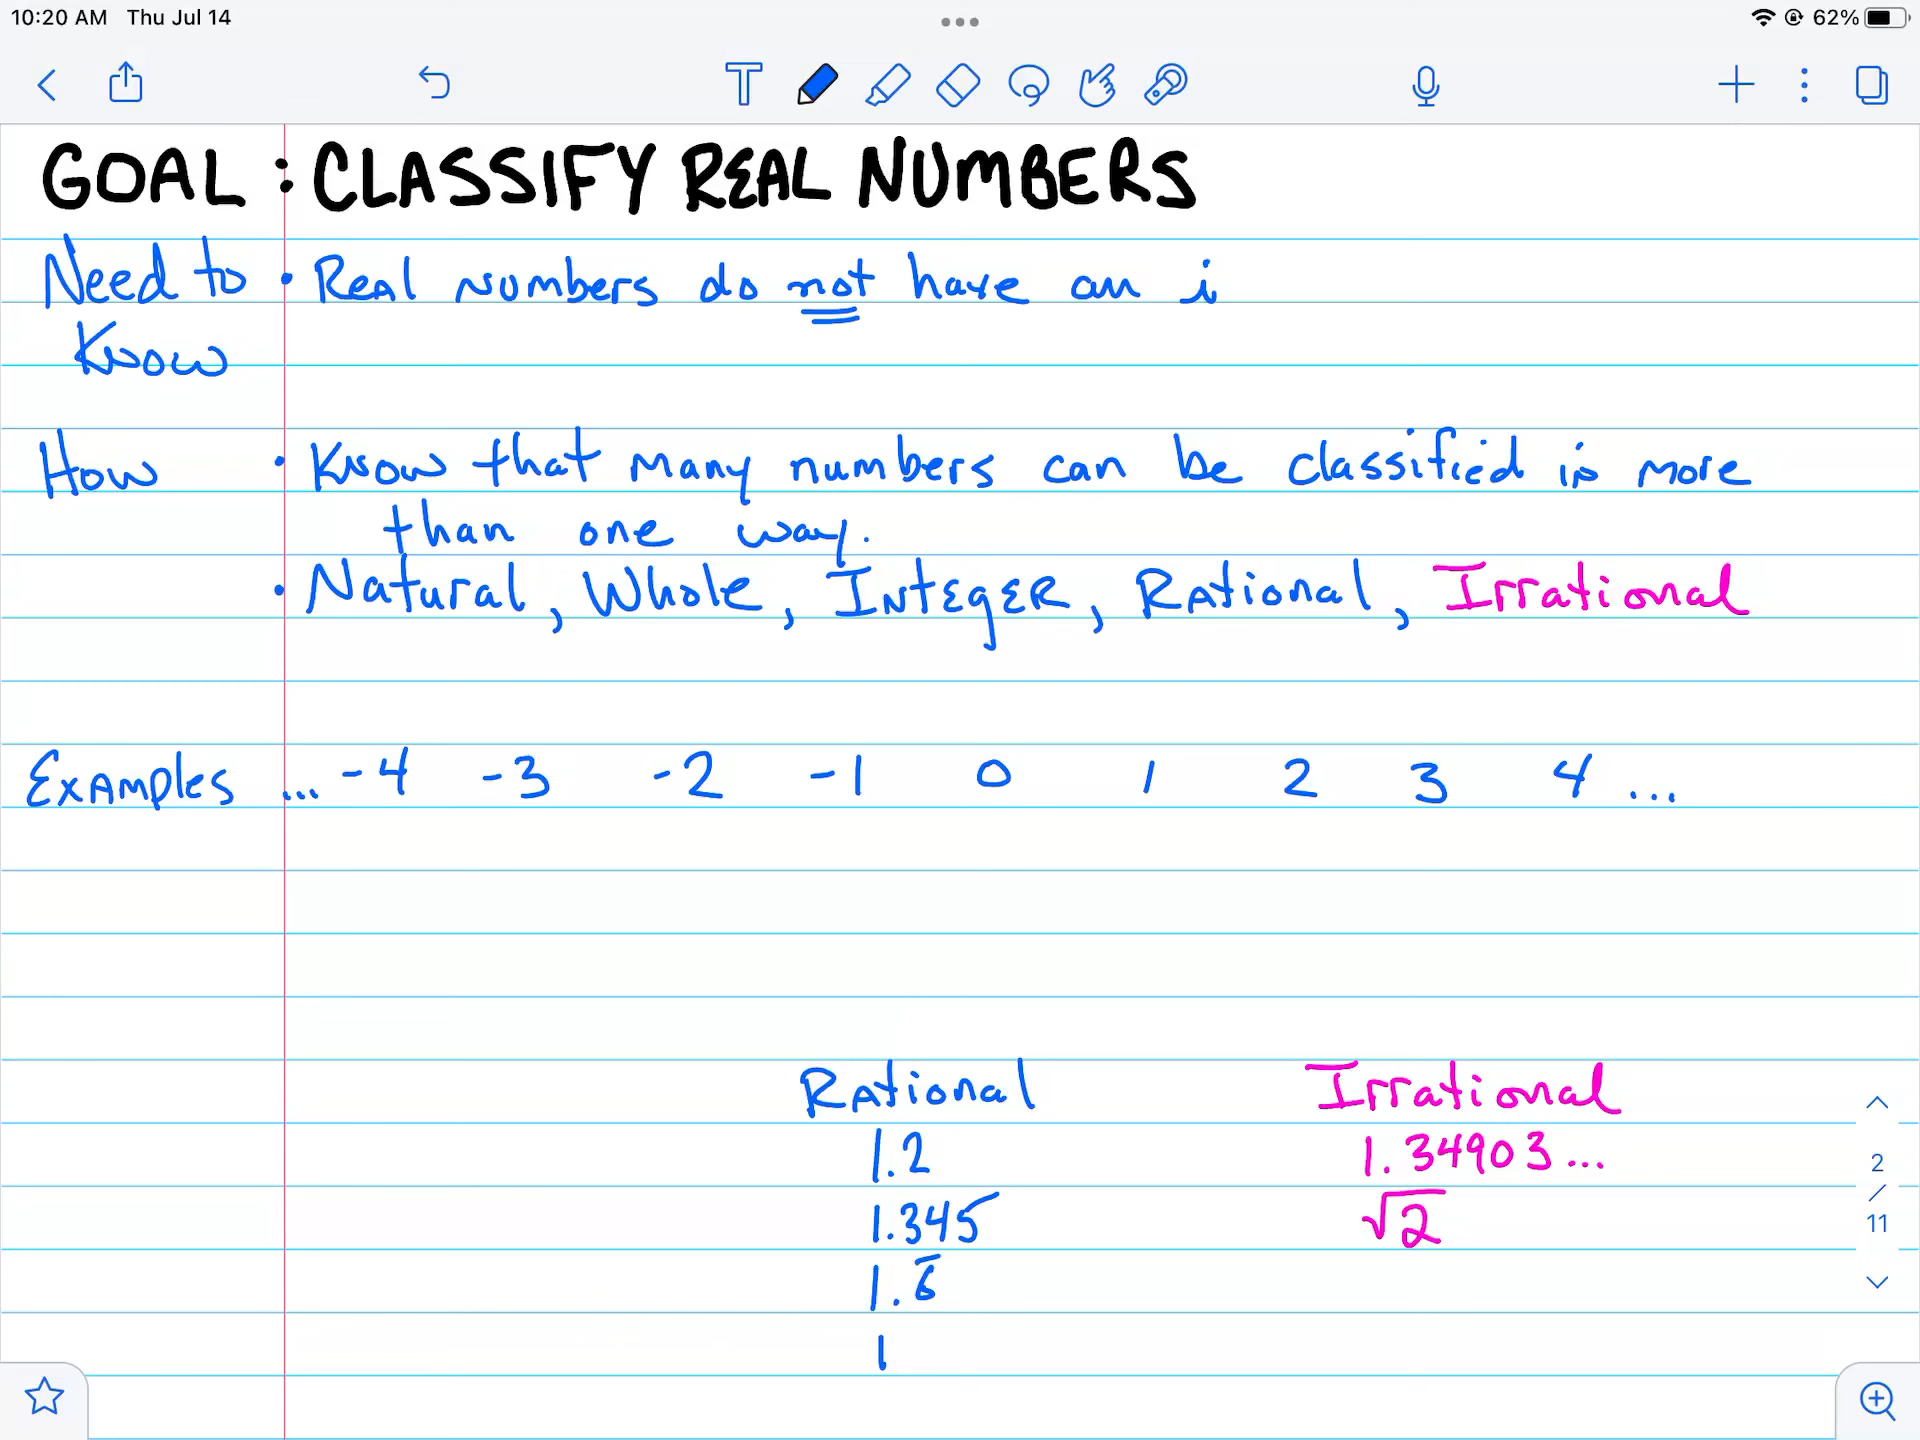 10:20 AM Thu Jul 14 62%
GOAL : CLASSIFY REAL NUMBERS
Need to • Real numbers do not have an i
Know
How • Know that many numbers can be classified in more
than one way.
• Natural, Whole, Integer, Rational, Irrational
Examples ... -4 -3 -2 -1 0 1 2 3 4 ...
Rational Irrational
1.2 1.34903...
1.345 √2
1.6̅
1
2
/
11